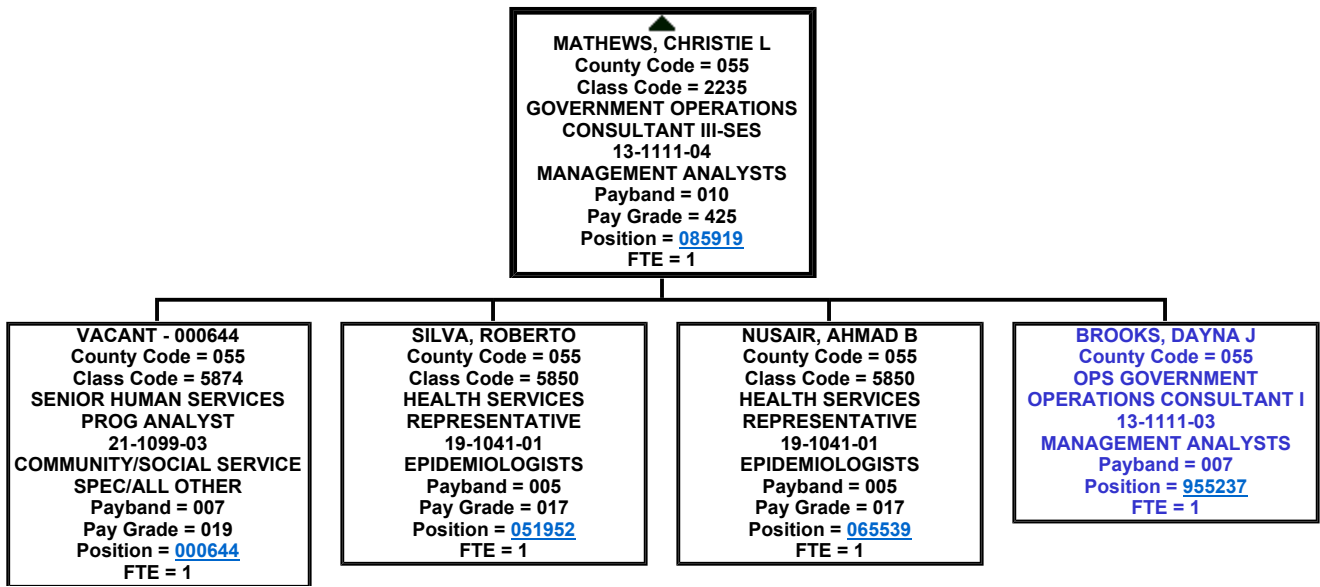 MATHEWS, CHRISTIE L
County Code = 055
Class Code = 2235
GOVERNMENT OPERATIONS
CONSULTANT III-SES
13-1111-04
MANAGEMENT ANALYSTS
Payband = 010
Pay Grade = 425
Position = 085919
FTE = 1
VACANT - 000644
County Code = 055
Class Code = 5874
SENIOR HUMAN SERVICES
PROG ANALYST
21-1099-03
COMMUNITY/SOCIAL SERVICE
SPEC/ALL OTHER
Payband = 007
Pay Grade = 019
Position = 000644
FTE = 1
SILVA, ROBERTO
County Code = 055
Class Code = 5850
HEALTH SERVICES
REPRESENTATIVE
19-1041-01
EPIDEMIOLOGISTS
Payband = 005
Pay Grade = 017
Position = 051952
FTE = 1
NUSAIR, AHMAD B
County Code = 055
Class Code = 5850
HEALTH SERVICES
REPRESENTATIVE
19-1041-01
EPIDEMIOLOGISTS
Payband = 005
Pay Grade = 017
Position = 065539
FTE = 1
BROOKS, DAYNA J
County Code = 055
OPS GOVERNMENT
OPERATIONS CONSULTANT I
13-1111-03
MANAGEMENT ANALYSTS
Payband = 007
Position = 955237
FTE = 1